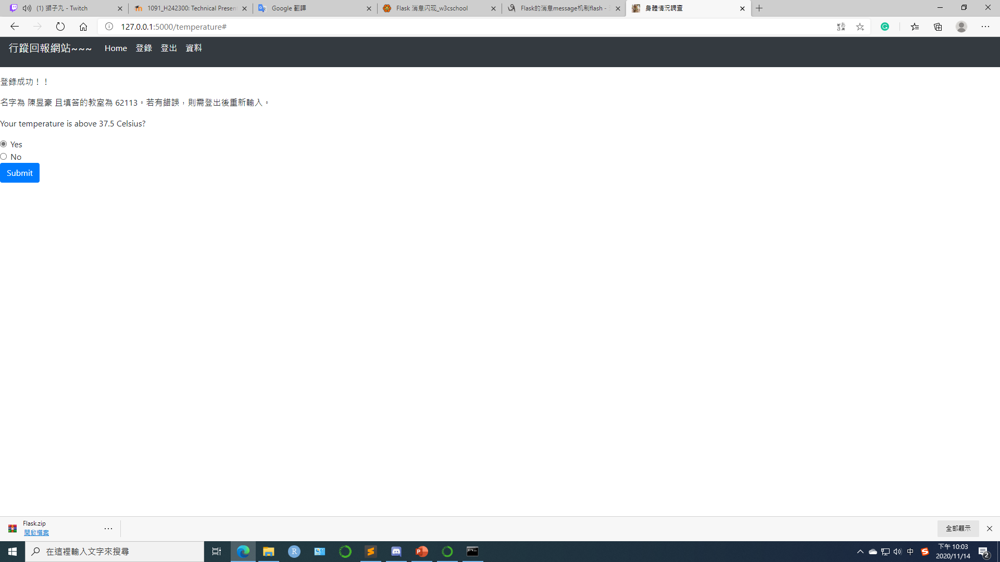 (1) 獅子丸 - Twitch
1091_H242300: Technical Presen
Google 翻譯
Flask 消息闪现_w3cschool
Flask的消息message机制flash -
身體情況調查
127.0.0.1:5000/temperature#
行蹤回報網站~~~ Home 登錄 登出 資料
登錄成功！！
名字為 陳昱豪 且填答的教室為 62113。若有錯誤，則需登出後重新輸入。
Your temperature is above 37.5 Celsius?
Yes
No
Submit
Flask.zip
開啟檔案
全部顯示
在這裡輸入文字來搜尋
中
下午 10:03
2020/11/14
2